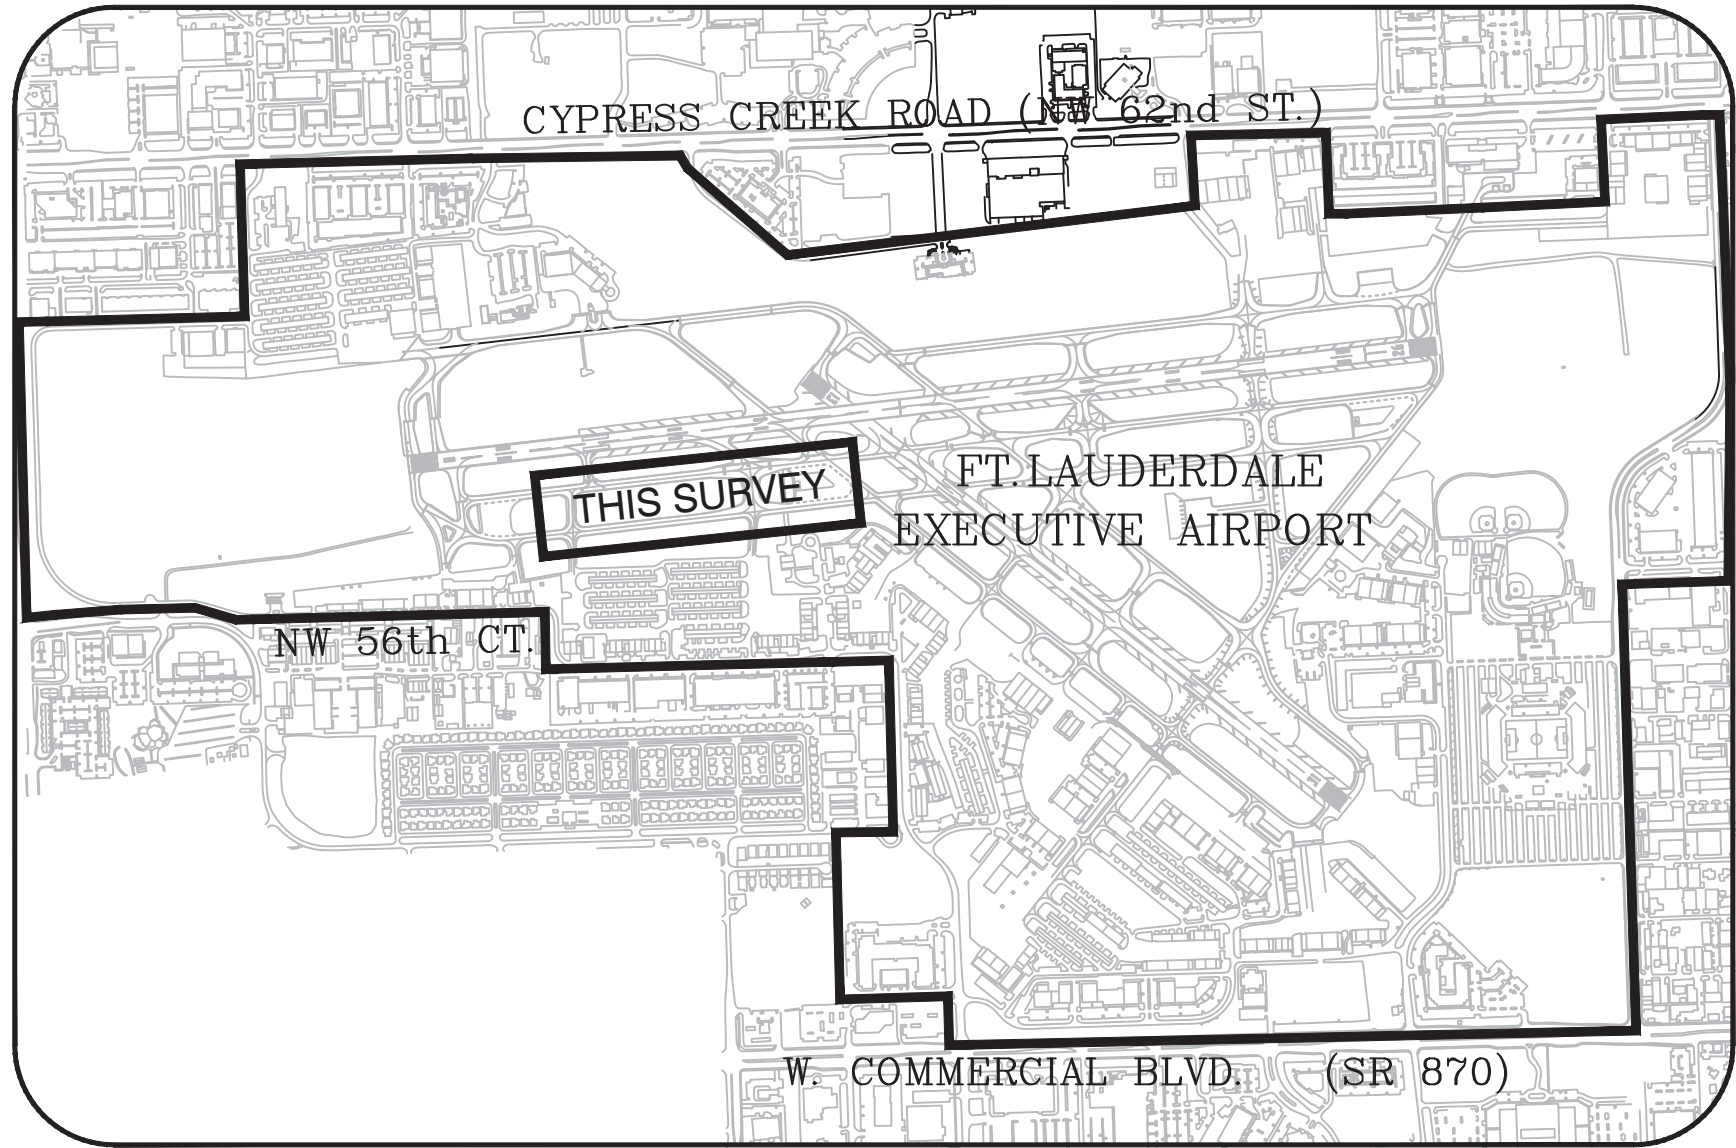 CYPRESS CREEK ROAD (NW 62nd ST.)
THIS SURVEY
FT. LAUDERDALE
EXECUTIVE AIRPORT
NW 56th CT.
W. COMMERCIAL BLVD. (SR 870)